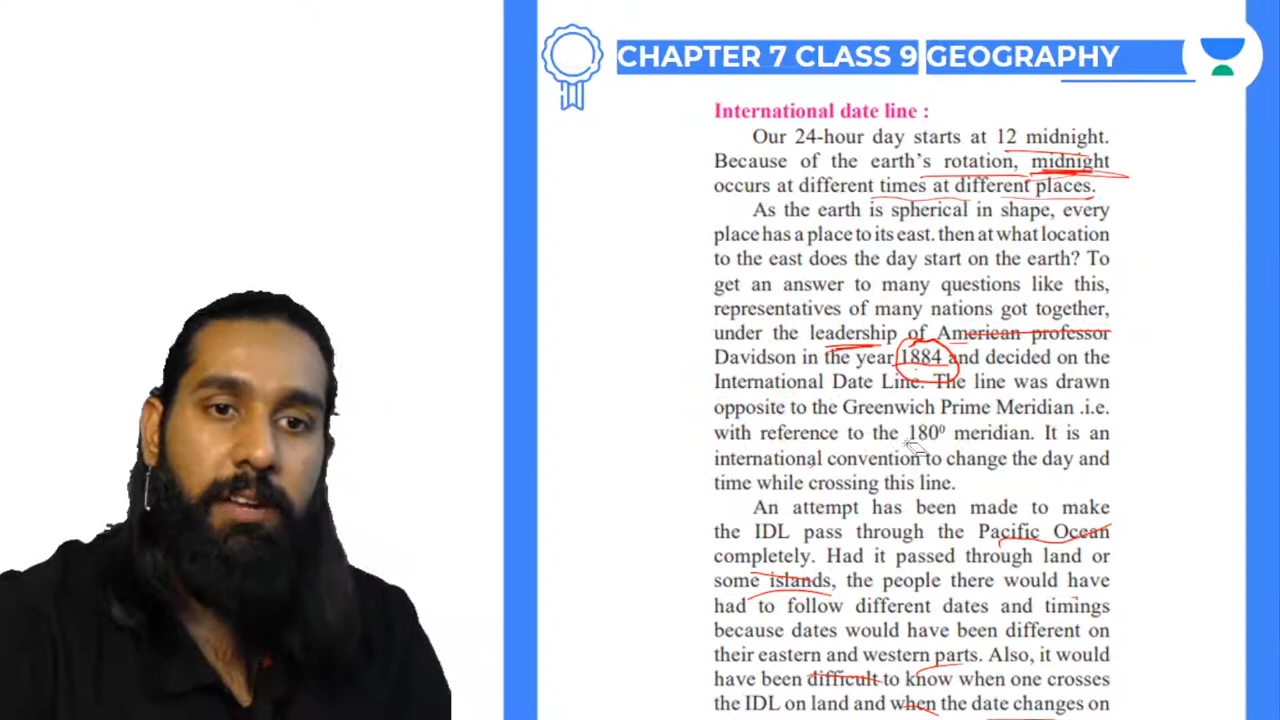 CHAPTER 7 CLASS 9 GEOGRAPHY
International date line :
Our 24-hour day starts at 12 midnight.
Because of the earth’s rotation, midnight
occurs at different times at different places.
As the earth is spherical in shape, every
place has a place to its east. then at what location
to the east does the day start on the earth? To
get an answer to many questions like this,
representatives of many nations got together,
under the leadership of American professor
Davidson in the year 1884 and decided on the
International Date Line. The line was drawn
opposite to the Greenwich Prime Meridian .i.e.
with reference to the 180⁰ meridian. It is an
international convention to change the day and
time while crossing this line.
An attempt has been made to make
the IDL pass through the Pacific Ocean
completely. Had it passed through land or
some islands, the people there would have
had to follow different dates and timings
because dates would have been different on
their eastern and western parts. Also, it would
have been difficult to know when one crosses
the IDL on land and when the date changes on